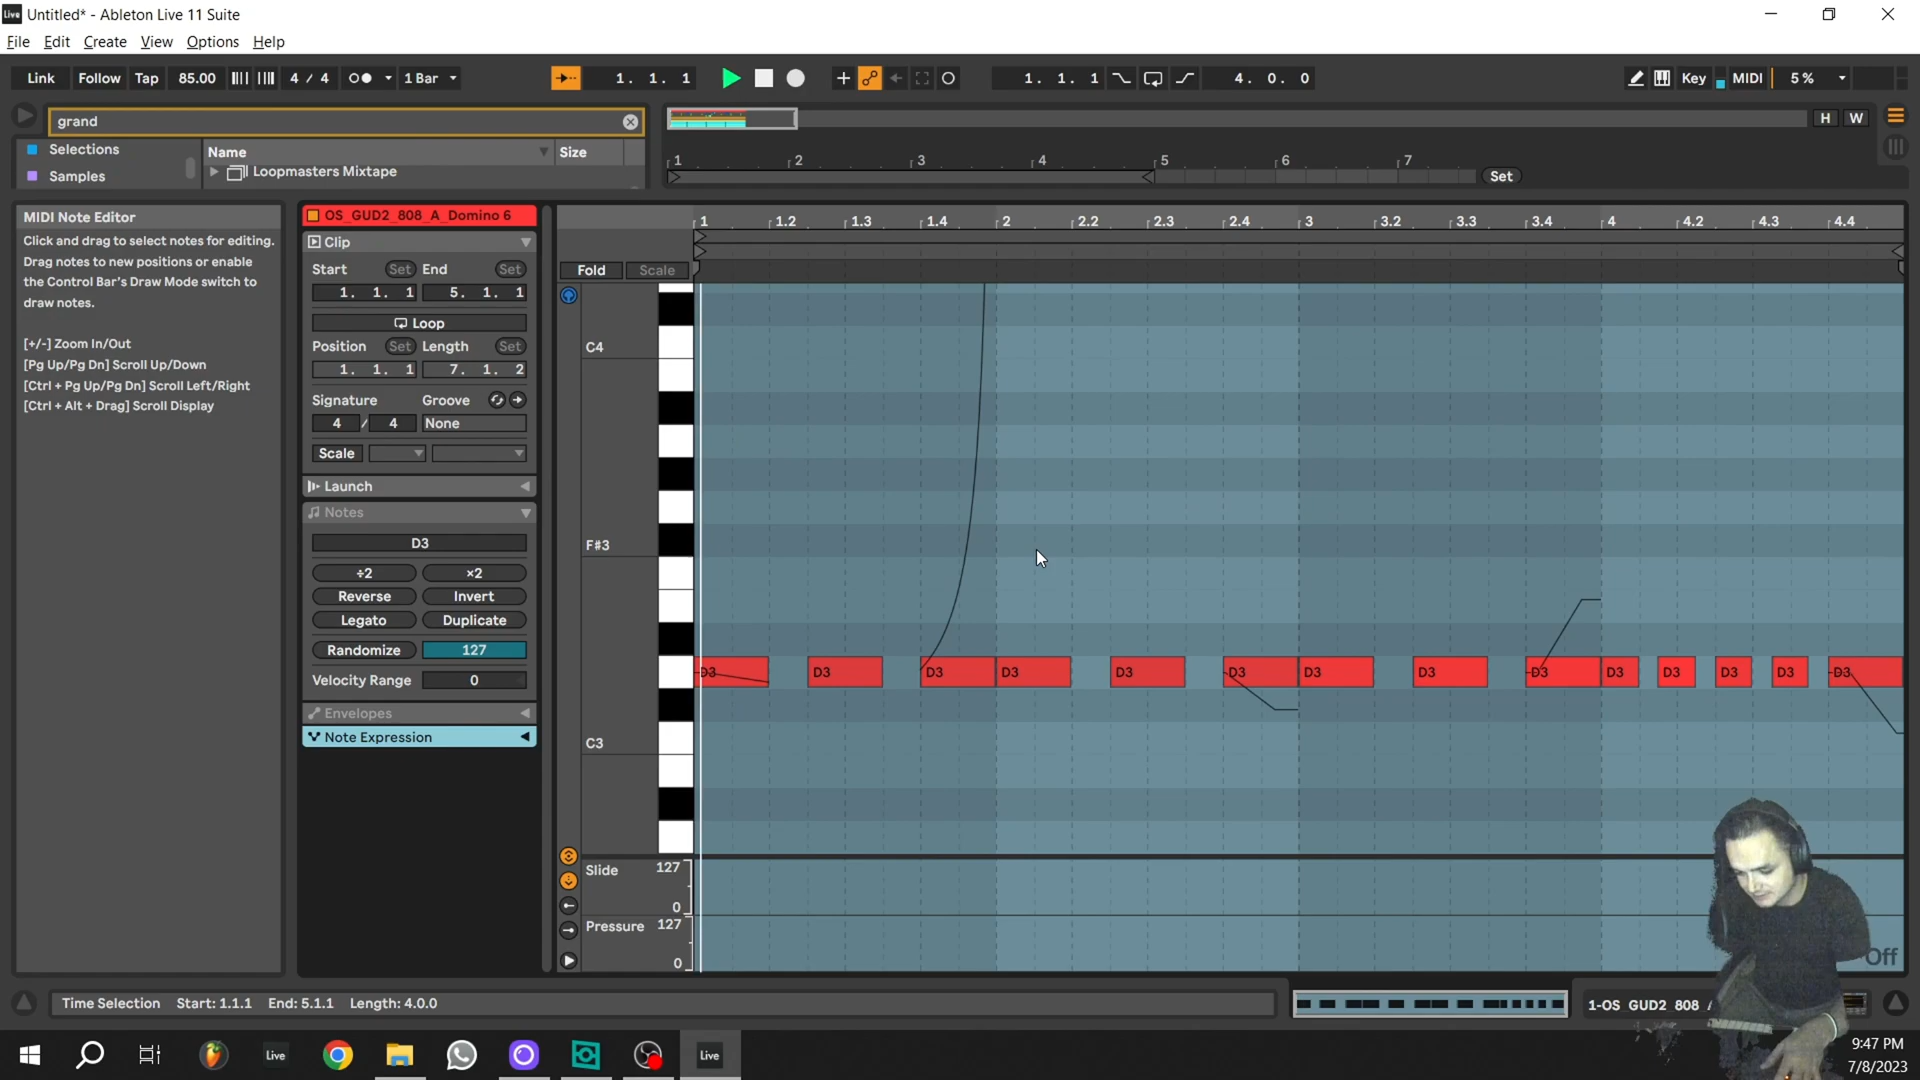 Live Untitled* - Ableton Live 11 Suite
File Edit Create View Options Help
Link Follow Tap 85.00 4 / 4 1 Bar 1. 1. 1 1. 1. 1 4. 0. 0 Key MIDI 5 %
grand
H W
Selections Name Size
Samples Loopmasters Mixtape
1 2 3 4 5 6 7
Set
MIDI Note Editor
Click and drag to select notes for editing.
Drag notes to new positions or enable
the Control Bar's Draw Mode switch to
draw notes.
[+/-] Zoom In/Out
[Pg Up/Pg Dn] Scroll Up/Down
[Ctrl + Pg Up/Pg Dn] Scroll Left/Right
[Ctrl + Alt + Drag] Scroll Display
OS_GUD2_808_A_Domino 6
Clip
Start Set End Set
1. 1. 1 5. 1. 1
Loop
Position Set Length Set
1. 1. 1 7. 1. 2
Signature Groove
4 / 4 None
Scale
Launch
Notes
D3
÷2 ×2
Reverse Invert
Legato Duplicate
Randomize 127
Velocity Range 0
Envelopes
Note Expression
1 1.2 1.3 1.4 2 2.2 2.3 2.4 3 3.2 3.3 3.4 4 4.2 4.3 4.4
Fold Scale
C4
F#3
D3 D3 D3 D3 D3 D3 D3 D3 D3 D3 D3 D3 D3 D3
C3
Slide 127
0
Pressure 127
0
Off
Time Selection Start: 1.1.1 End: 5.1.1 Length: 4.0.0
1-OS GUD2 808
Live Live
9:47 PM
7/8/2023